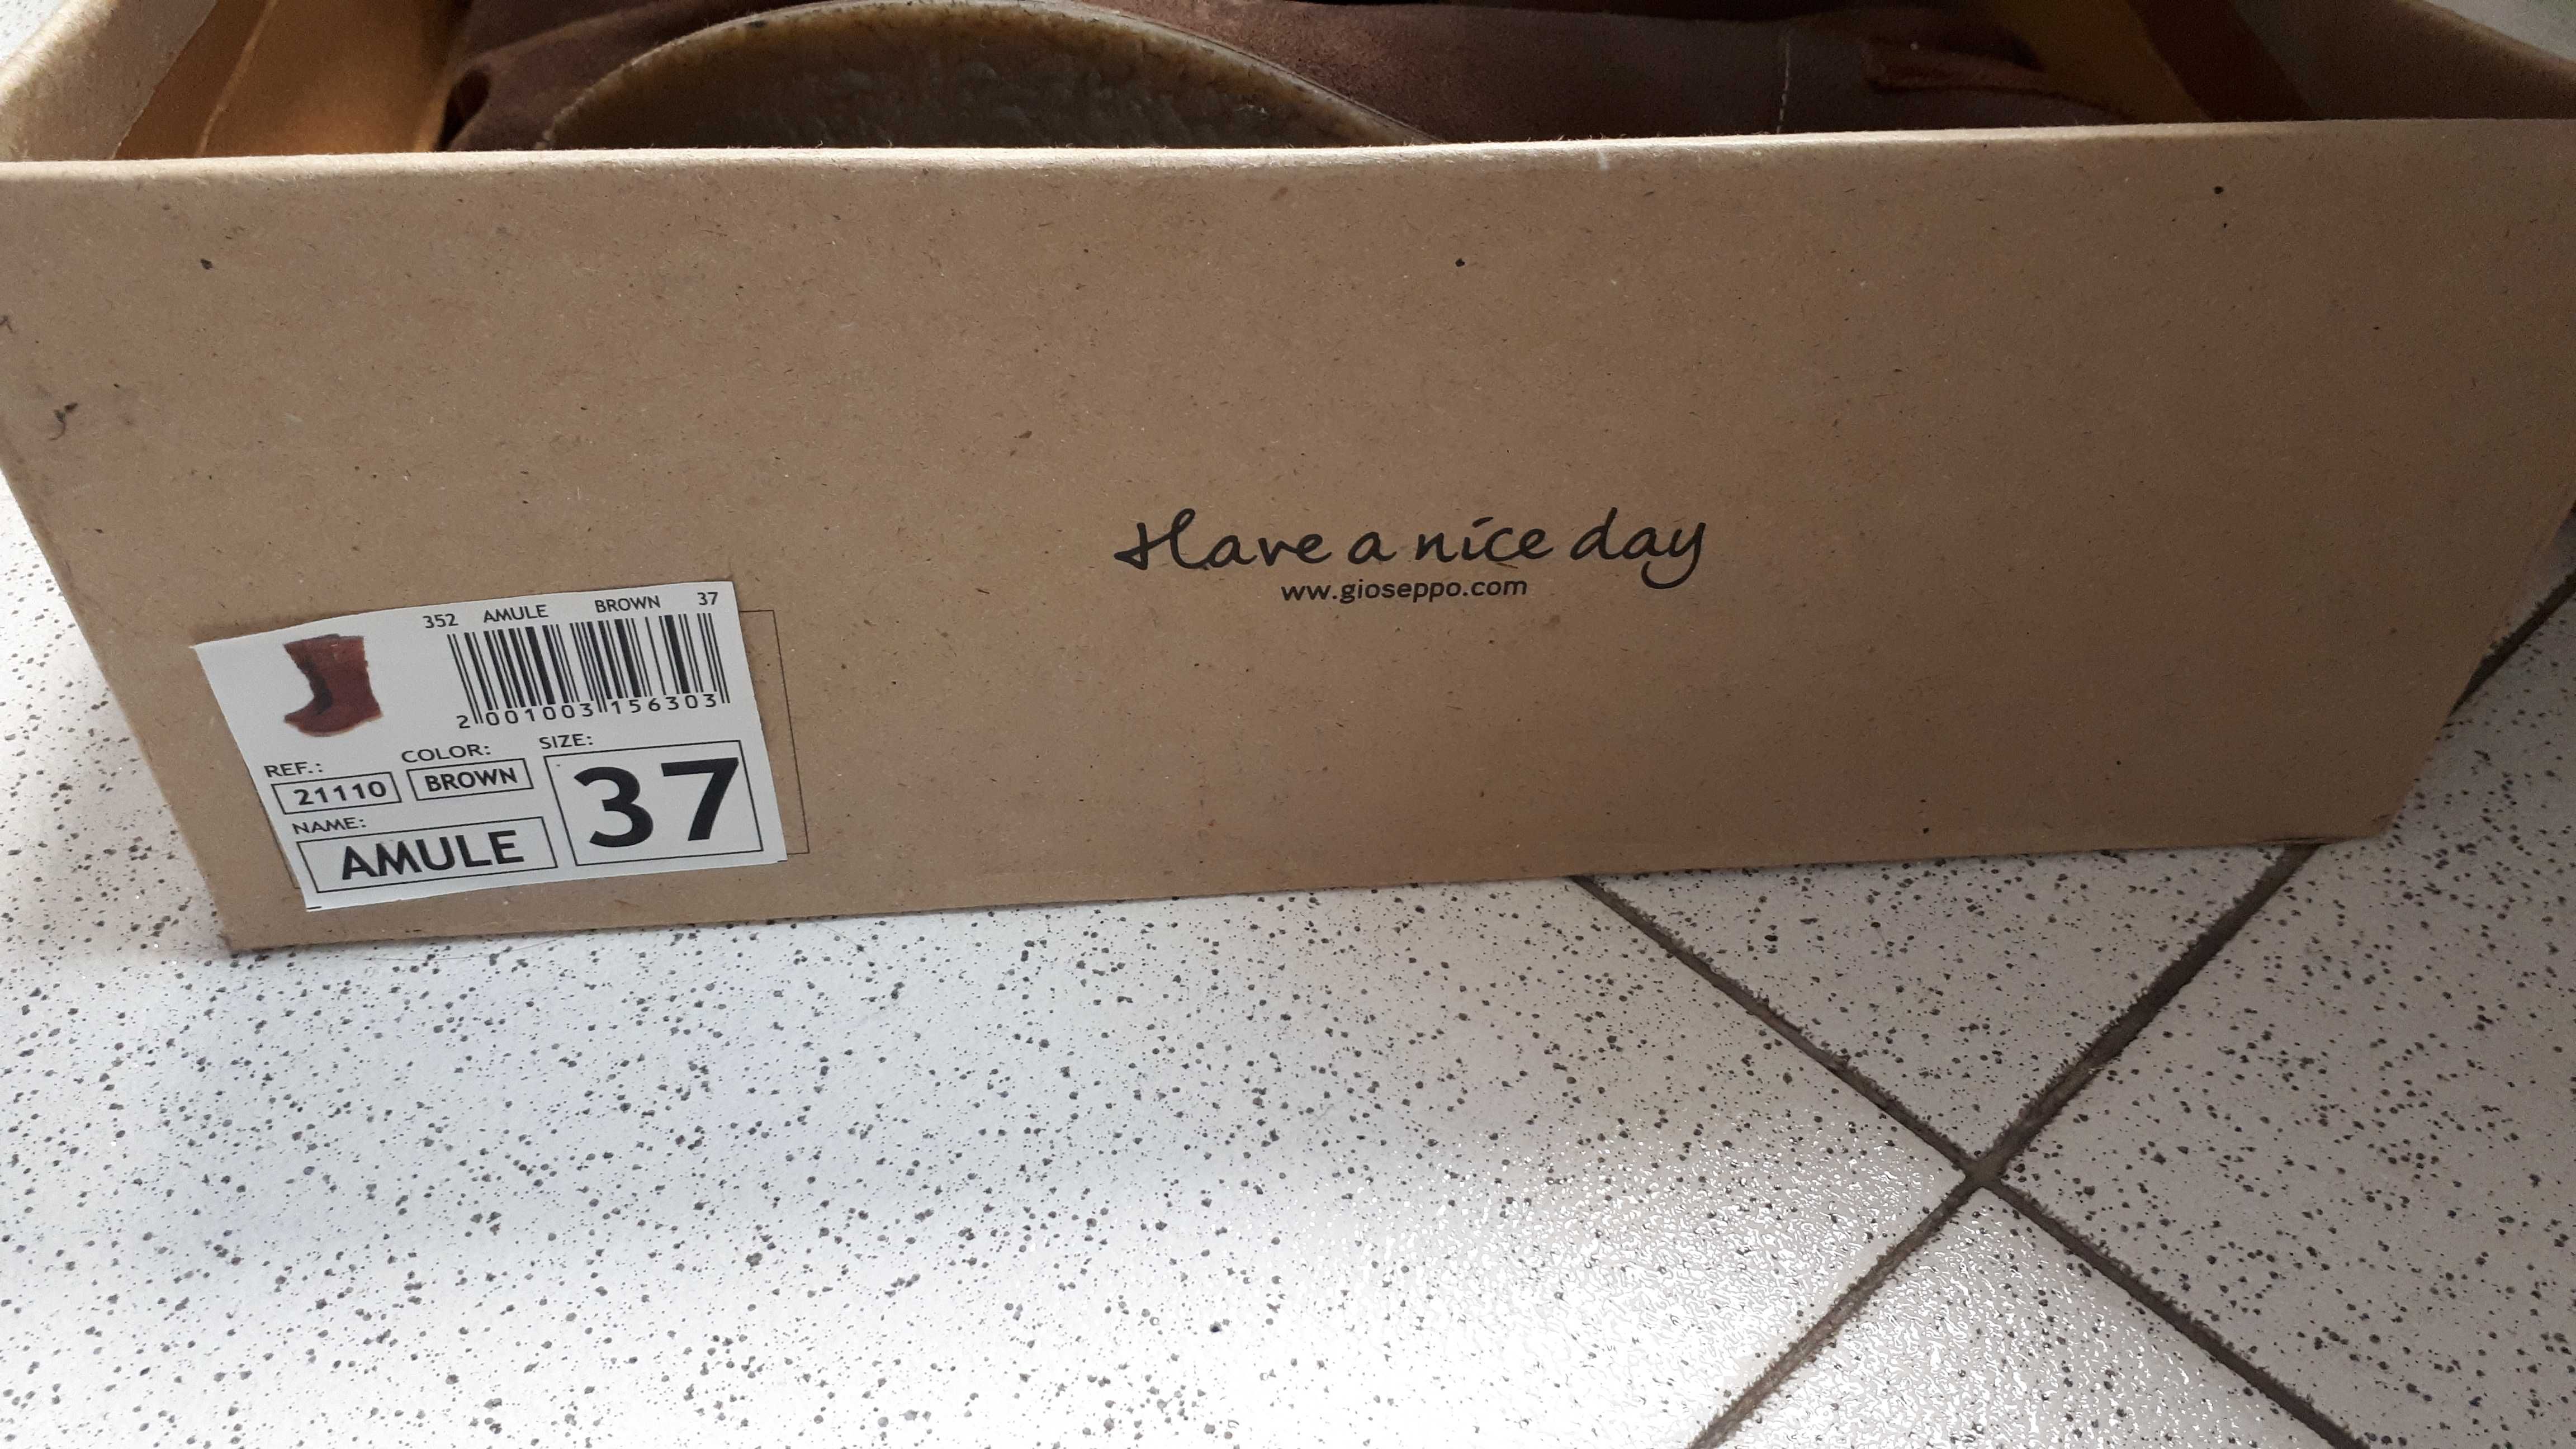 Have a nice day
ww.gioseppo.com
352 AMULE BROWN 37
2 001003 156303
REF.: COLOR: SIZE:
21110 BROWN 37
NAME:
AMULE